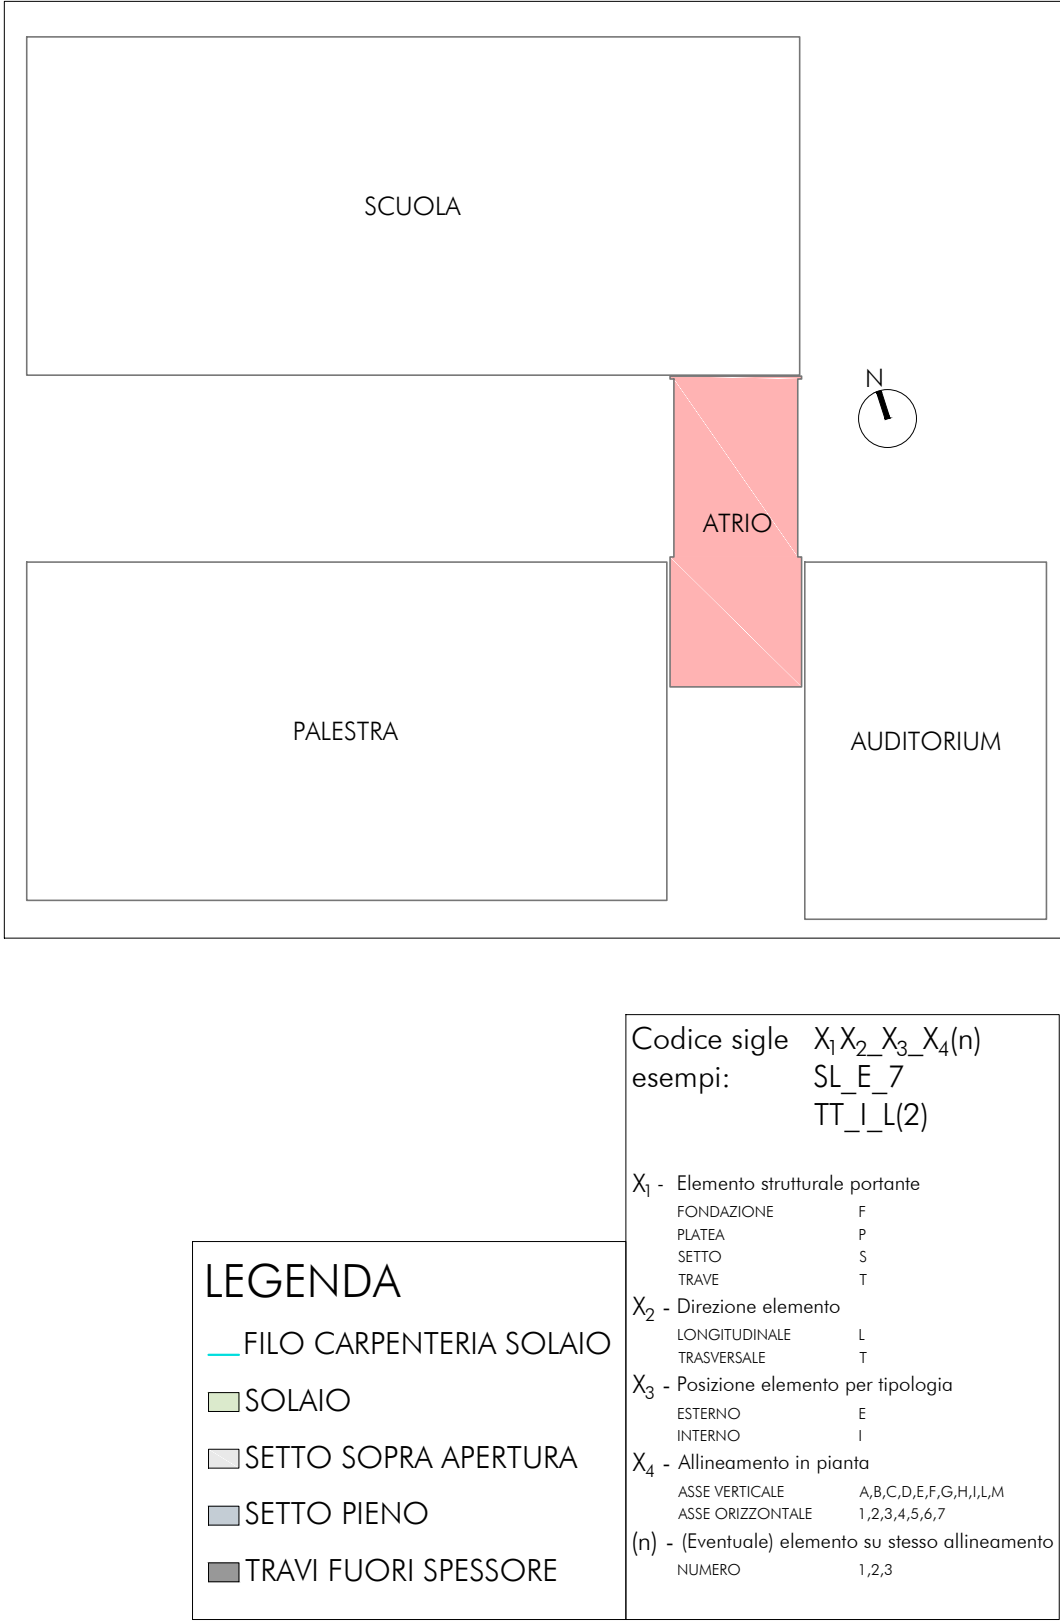 SCUOLA
N
ATRIO
PALESTRA
AUDITORIUM
Codice sigle X1X2_X3_X4(n)
esempi: SL_E_7
TT_I_L(2)
X1 - Elemento strutturale portante
FONDAZIONE F
PLATEA P
SETTO S
TRAVE T
X2 - Direzione elemento
LONGITUDINALE L
TRASVERSALE T
X3 - Posizione elemento per tipologia
ESTERNO E
INTERNO I
X4 - Allineamento in pianta
ASSE VERTICALE A,B,C,D,E,F,G,H,I,L,M
ASSE ORIZZONTALE 1,2,3,4,5,6,7
(n) - (Eventuale) elemento su stesso allineamento
NUMERO 1,2,3
LEGENDA
FILO CARPENTERIA SOLAIO
SOLAIO
SETTO SOPRA APERTURA
SETTO PIENO
TRAVI FUORI SPESSORE